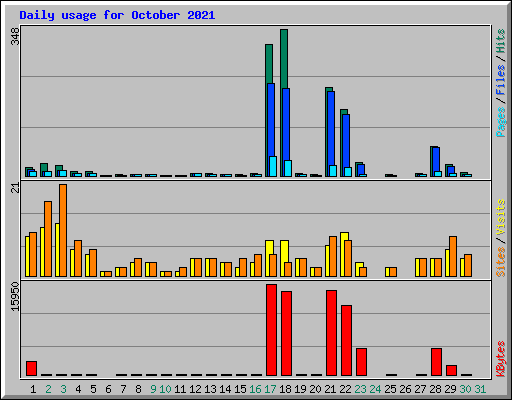 Daily usage for October 2021
348
Pages / Files / Hits
21
Sites / Visits
15950
KBytes
1 2 3 4 5 6 7 8 9 10 11 12 13 14 15 16 17 18 19 20 21 22 23 24 25 26 27 28 29 30 31